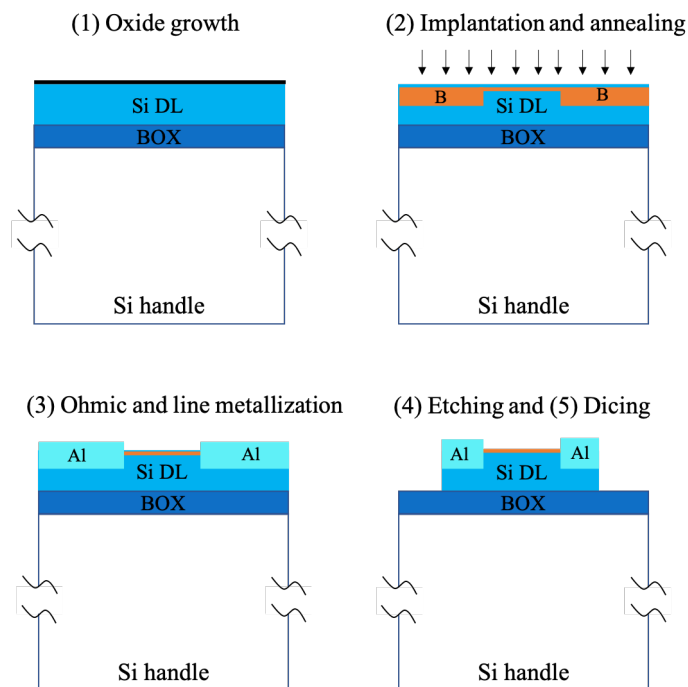 (1) Oxide growth
Si DL
BOX
Si handle
(2) Implantation and annealing
B
B
Si DL
BOX
Si handle
(3) Ohmic and line metallization
Al
Al
Si DL
BOX
Si handle
(4) Etching and (5) Dicing
Al
Al
Si DL
BOX
Si handle